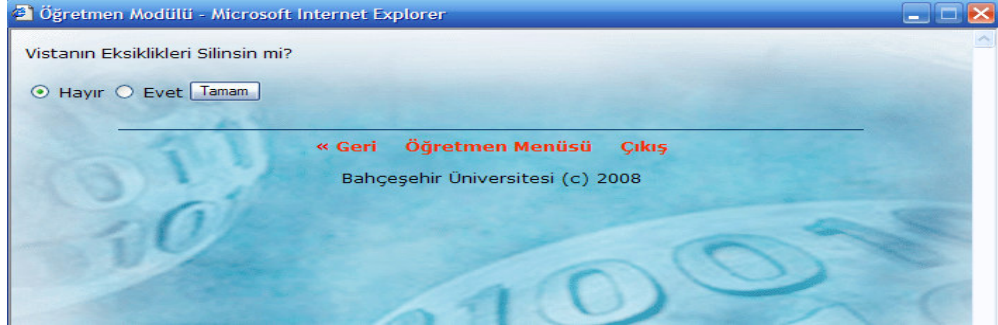 Öğretmen Modülü - Microsoft Internet Explorer
Vistanın Eksiklikleri Silinsin mi?
Hayır Evet Tamam
« Geri Öğretmen Menüsü Çıkış
Bahçeşehir Üniversitesi (c) 2008